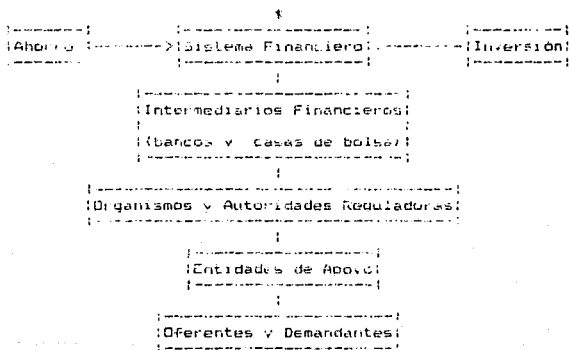 *
Ahorro Sistema Financiero Inversión
Intermediarios Financieros
(bancos y casas de bolsa)
Organismos y Autoridades Reguladoras
Entidades de Apoyo
Oferentes y Demandantes